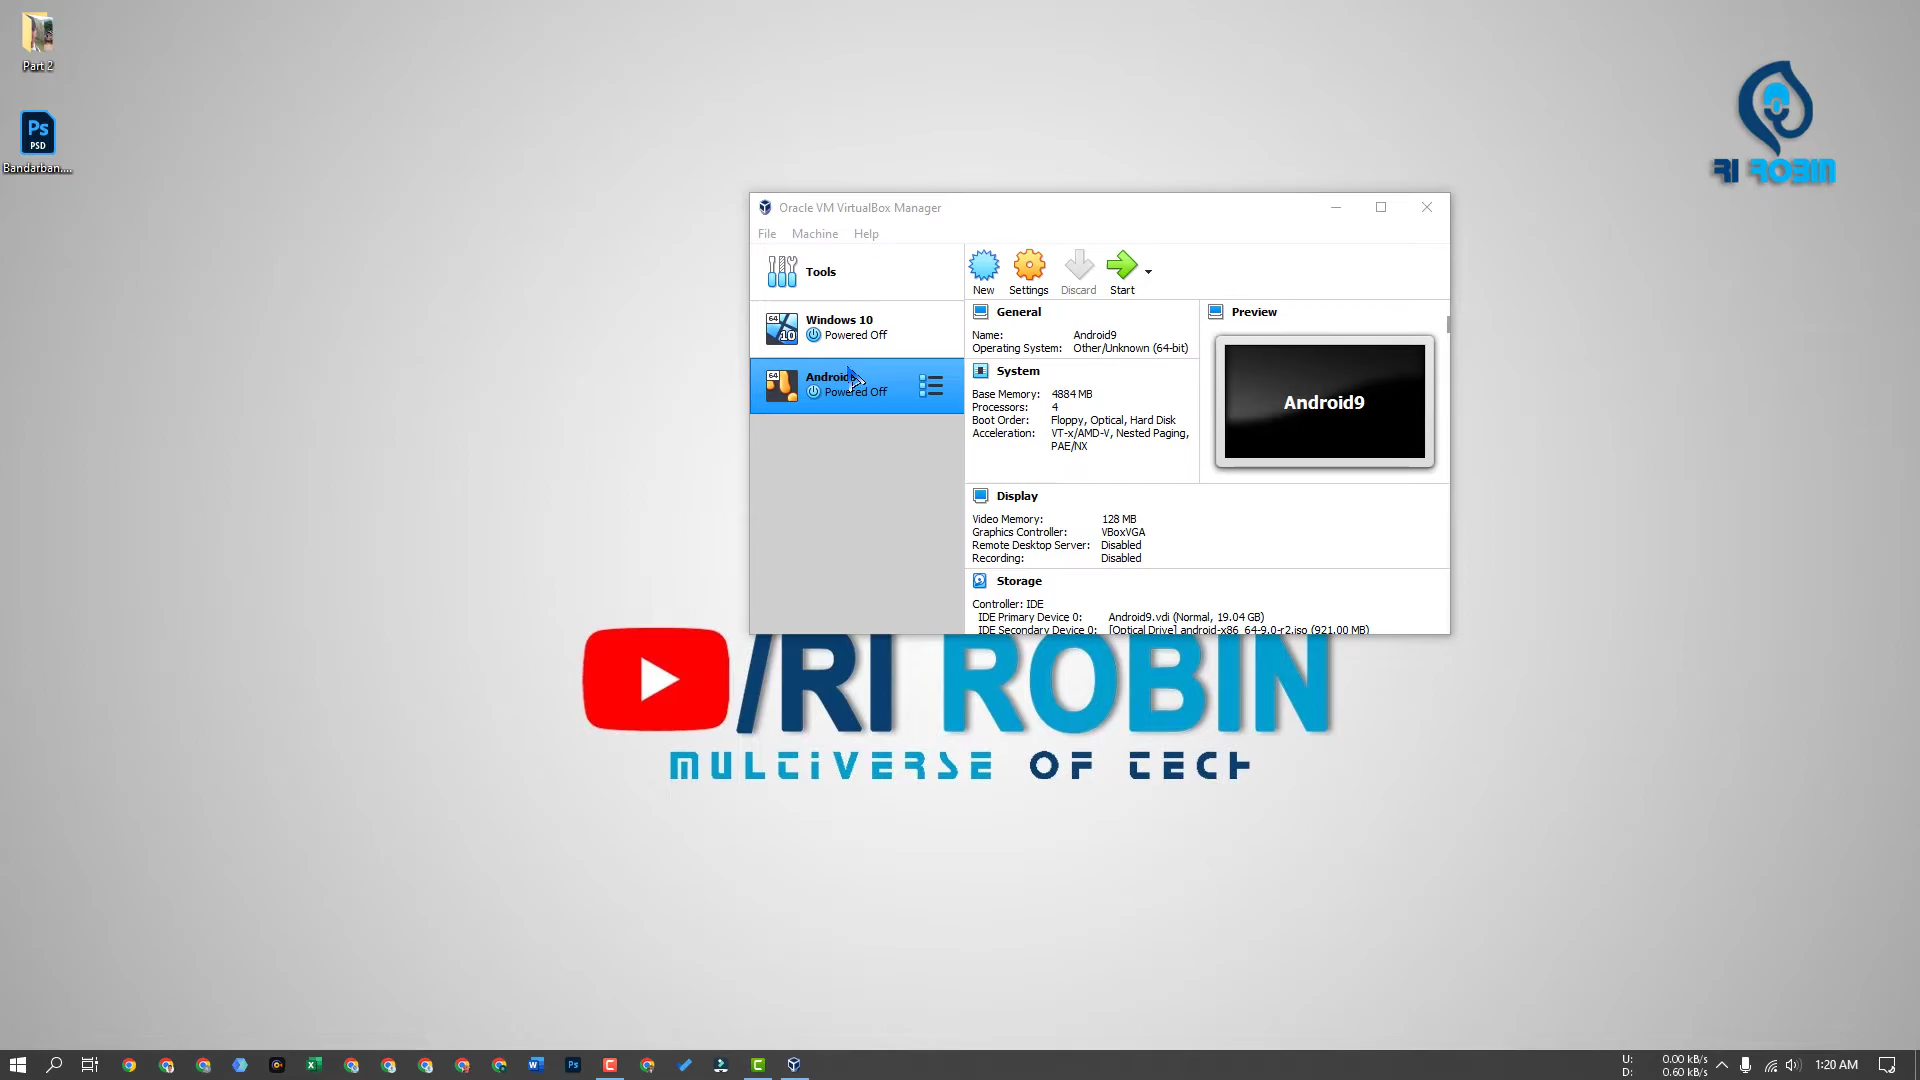 Part 2
Ps
PSD
Bandarban....
RI ROBIN
Oracle VM VirtualBox Manager
File Machine Help
Tools
New Settings Discard Start
64
10
Windows 10
Powered Off
64
Android9
Powered Off
General
Name: Android9
Operating System: Other/Unknown (64-bit)
System
Base Memory: 4884 MB
Processors: 4
Boot Order: Floppy, Optical, Hard Disk
Acceleration: VT-x/AMD-V, Nested Paging,
PAE/NX
Preview
Android9
Display
Video Memory: 128 MB
Graphics Controller: VBoxVGA
Remote Desktop Server: Disabled
Recording: Disabled
Storage
Controller: IDE
IDE Primary Device 0: Android9.vdi (Normal, 19.04 GB)
IDE Secondary Device 0: [Optical Drive] android-x86_64-9.0-r2.iso (921.00 MB)
/RI ROBIN
MULTIVERSE OF TECH
U: 0.00 kB/s
D: 0.60 kB/s
1:20 AM